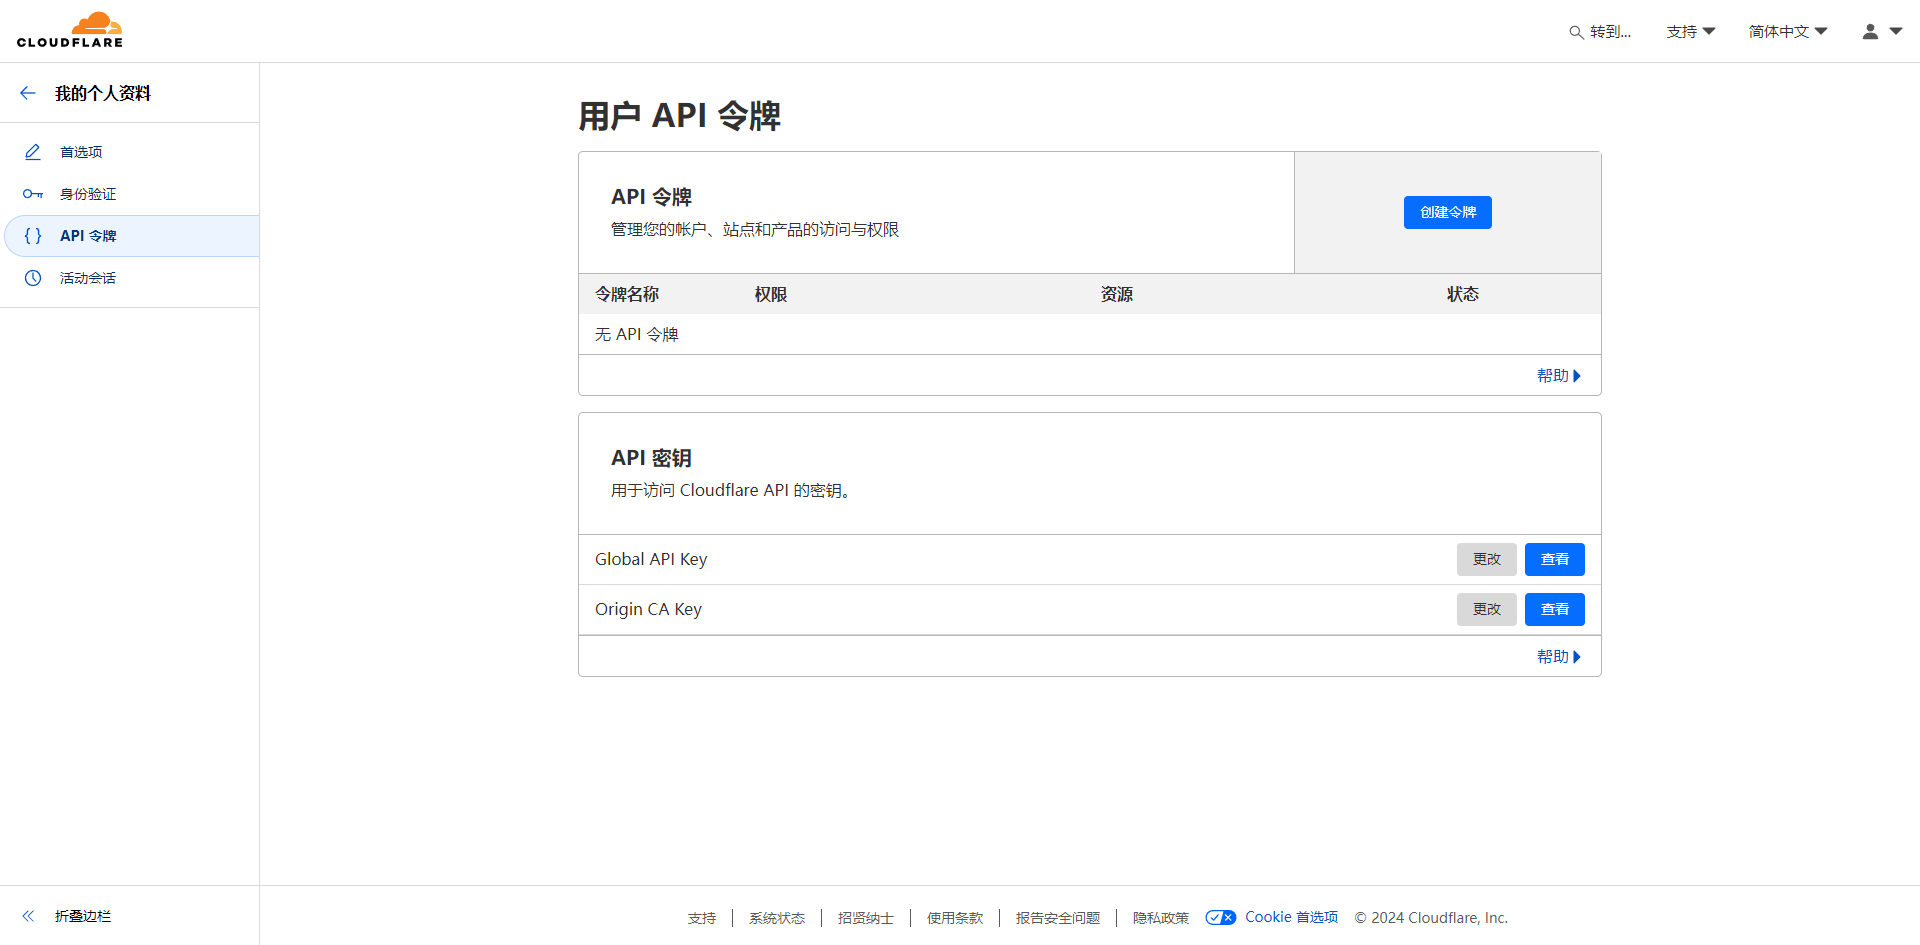 CLOUDFLARE
转到...
支持
简体中文
我的个人资料
首选项
身份验证
API 令牌
活动会话
用户 API 令牌
API 令牌
管理您的帐户、站点和产品的访问与权限
创建令牌
令牌名称 权限 资源 状态
无 API 令牌
帮助
API 密钥
用于访问 Cloudflare API 的密钥。
Global API Key 更改 查看
Origin CA Key 更改 查看
帮助
折叠边栏
支持 系统状态 招贤纳士 使用条款 报告安全问题 隐私政策 Cookie 首选项 © 2024 Cloudflare, Inc.